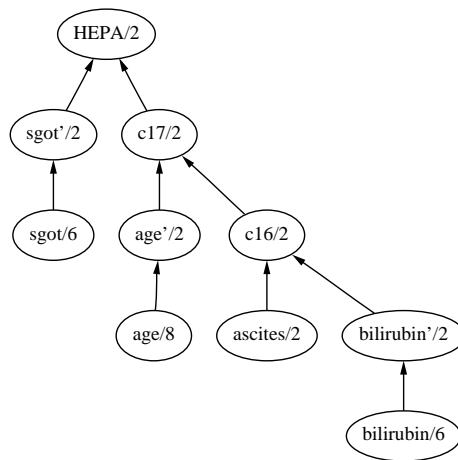 HEPA/2
sgot’/2
c17/2
sgot/6
age’/2
c16/2
age/8
ascites/2
bilirubin’/2
bilirubin/6